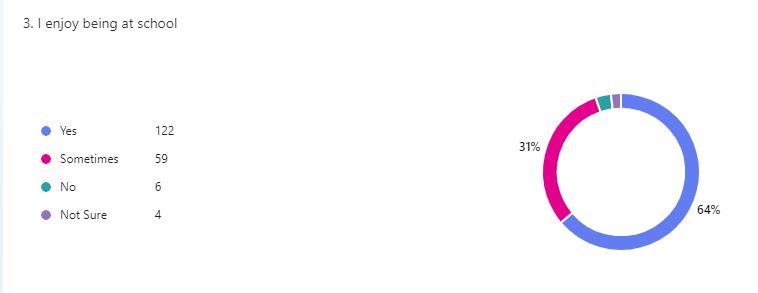 3. I enjoy being at school
Yes 122
Sometimes 59
No 6
Not Sure 4
31%
64%